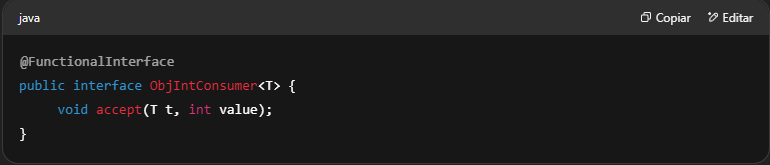 java
Copiar
Editar
@FunctionalInterface
public interface ObjIntConsumer<T> {
    void accept(T t, int value);
}